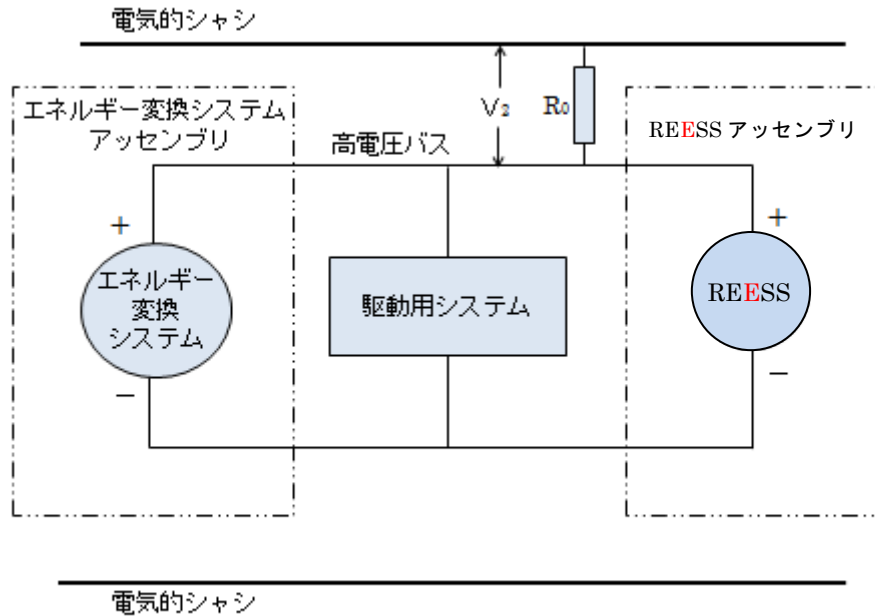 電気的シャシ
エネルギー変換システム
アッセンブリ
高電圧バス
V₂
R₀
REESS アッセンブリ
+
エネルギー
変換
システム
−
駆動用システム
+
REESS
−
電気的シャシ